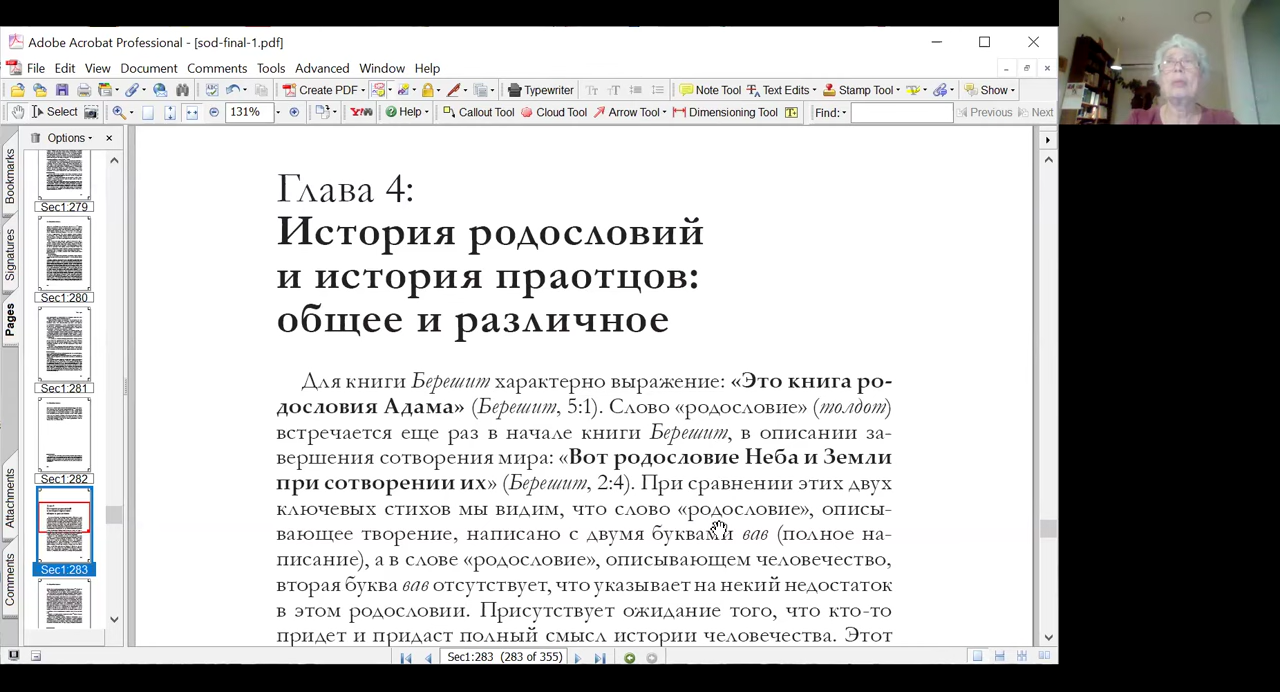 Adobe Acrobat Professional - [sod-final-1.pdf]
File Edit View Document Comments Tools Advanced Window Help
Create PDF Typewriter Note Tool Text Edits Stamp Tool Show
Select 131% Help Callout Tool Cloud Tool Arrow Tool Dimensioning Tool Find: Previous Next
Options
Bookmarks
Signatures
Pages
Attachments
Comments
Sec1:279
Sec1:280
Sec1:281
Sec1:282
Sec1:283
Глава 4:
История родословий
и история праотцов:
общее и различное
Для книги Берешит характерно выражение: «Это книга ро-
дословия Адама» (Берешит, 5:1). Слово «родословие» (толдот)
встречается еще раз в начале книги Берешит, в описании за-
вершения сотворения мира: «Вот родословие Неба и Земли
при сотворении их» (Берешит, 2:4). При сравнении этих двух
ключевых стихов мы видим, что слово «родословие», описы-
вающее творение, написано с двумя буквами вав (полное на-
писание), а в слове «родословие», описывающем человечество,
вторая буква вав отсутствует, что указывает на некий недостаток
в этом родословии. Присутствует ожидание того, что кто-то
придет и придаст полный смысл истории человечества. Этот
Sec1:283 (283 of 355)